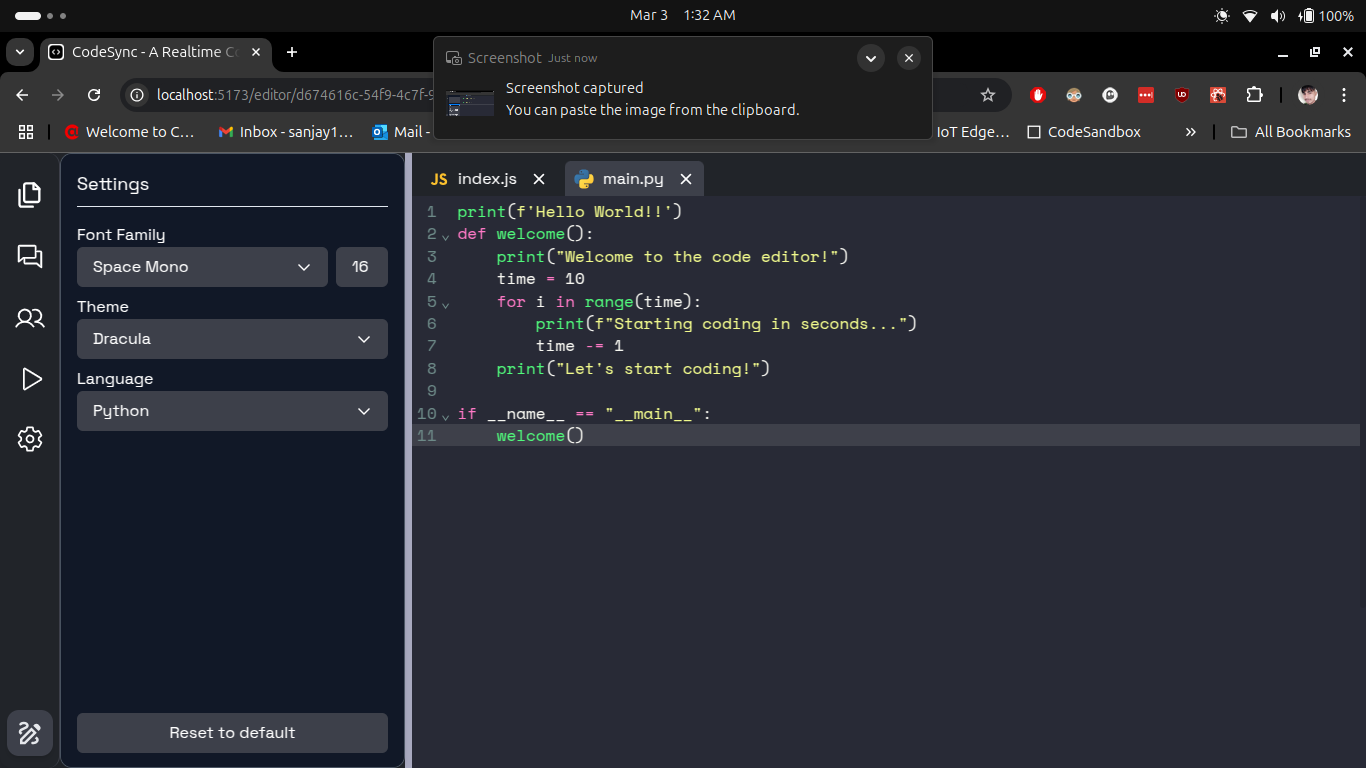 Mar 3 1:32 AM
100%
CodeSync - A Realtime Co
Screenshot Just now
Screenshot captured
You can paste the image from the clipboard.
localhost:5173/editor/d674616c-54f9-4c7f-9
Welcome to C...
Inbox - sanjay1...
Mail -
IoT Edge...
CodeSandbox
»
All Bookmarks
Settings
Font Family
Space Mono
16
Theme
Dracula
Language
Python
Reset to default
JS index.js
main.py
1 print(f'Hello World!!')
2 def welcome():
3 print("Welcome to the code editor!")
4 time = 10
5 for i in range(time):
6 print(f"Starting coding in seconds...")
7 time -= 1
8 print("Let's start coding!")
9
10 if __name__ == "__main__":
11 welcome()